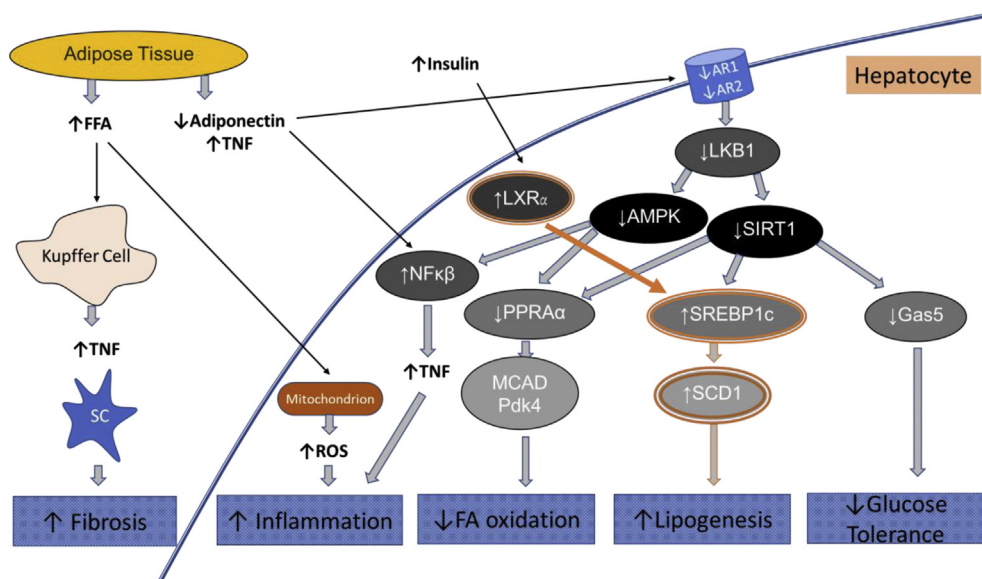 Adipose Tissue
↑FFA
↓Adiponectin
↑TNF
↑Insulin
↓AR1
↓AR2
Hepatocyte
↓LKB1
↑LXRα
↓AMPK
↓SIRT1
Kupffer Cell
↑NFκβ
↓PPRAα
↑SREBP1c
↓Gas5
↑TNF
↑TNF
MCAD
Pdk4
↑SCD1
SC
Mitochondrion
↑ROS
↑ Fibrosis
↑ Inflammation
↓FA oxidation
↑Lipogenesis
↓Glucose
Tolerance